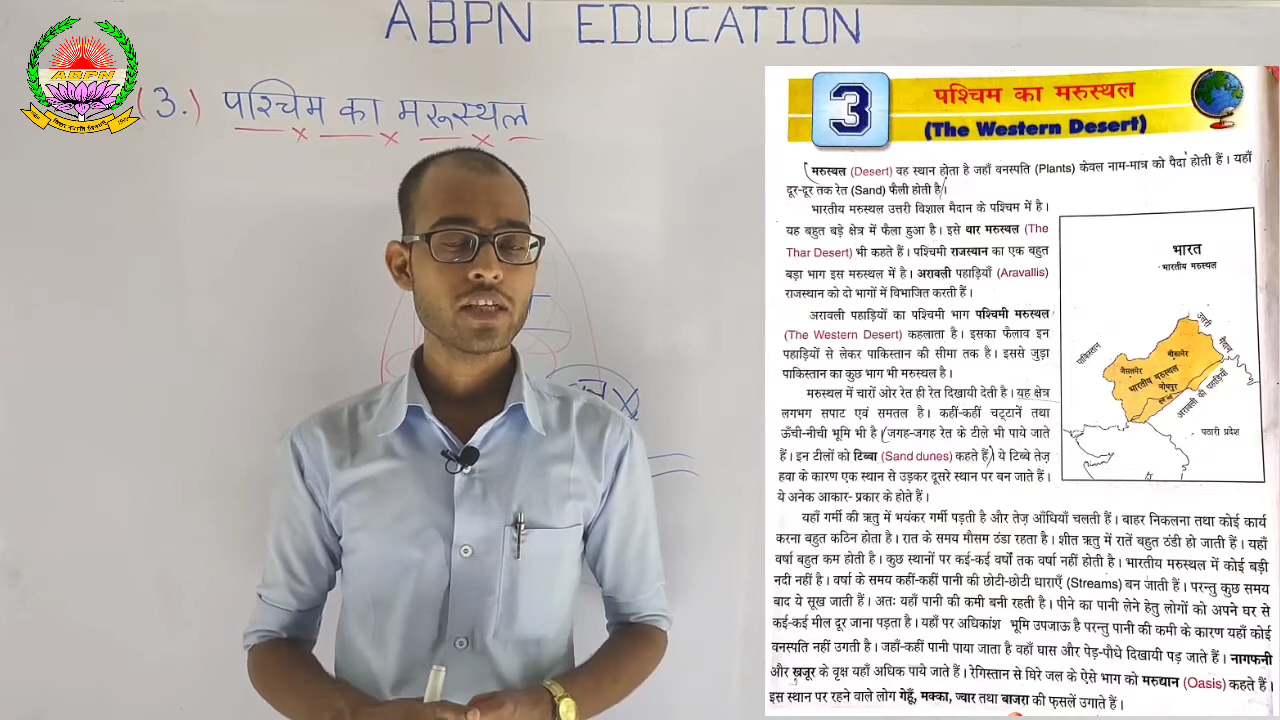 ABPN EDUCATION
ABPN
(3.) पश्चिम का मरूस्थल
3
पश्चिम का मरुस्थल
(The Western Desert)
मरुस्थल (Desert) वह स्थान होता है जहाँ वनस्पति (Plants) केवल नाम-मात्र को पैदा होती हैं। यहाँ
दूर-दूर तक रेत (Sand) फैली होती है।
भारतीय मरुस्थल उत्तरी विशाल मैदान के पश्चिम में है।
यह बहुत बड़े क्षेत्र में फैला हुआ है। इसे थार मरुस्थल (The
Thar Desert) भी कहते हैं। पश्चिमी राजस्थान का एक बहुत
बड़ा भाग इस मरुस्थल में है। अरावली पहाड़ियाँ (Aravallis)
राजस्थान को दो भागों में विभाजित करती हैं।
अरावली पहाड़ियों का पश्चिमी भाग पश्चिमी मरुस्थल
(The Western Desert) कहलाता है। इसका फैलाव इन
पहाड़ियों से लेकर पाकिस्तान की सीमा तक है। इससे जुड़ा
पाकिस्तान का कुछ भाग भी मरुस्थल है।
मरुस्थल में चारों ओर रेत ही रेत दिखायी देती है। यह क्षेत्र
लगभग सपाट एवं समतल है। कहीं-कहीं चट्टानें तथा
ऊँची-नीची भूमि भी है (जगह-जगह रेत के टीले भी पाये जाते
हैं। इन टीलों को टिब्बा (Sand dunes) कहते हैं) ये टिब्बे तेज़
हवा के कारण एक स्थान से उड़कर दूसरे स्थान पर बन जाते हैं।
ये अनेक आकार- प्रकार के होते हैं।
भारत
भारतीय मरुस्थल
उत्तरी
मैदान
पाकिस्तान
बीकानेर
जैसलमेर
भारतीय मरुस्थल
जोधपुर
अरावली की पहाड़ियाँ
पठारी प्रदेश
यहाँ गर्मी की ऋतु में भयंकर गर्मी पड़ती है और तेज़ आँधियाँ चलती हैं। बाहर निकलना तथा कोई कार्य
करना बहुत कठिन होता है। रात के समय मौसम ठंडा रहता है। शीत ऋतु में रातें बहुत ठंडी हो जाती हैं। यहाँ
वर्षा बहुत कम होती है। कुछ स्थानों पर कई-कई वर्षों तक वर्षा नहीं होती है। भारतीय मरुस्थल में कोई बड़ी
नदी नहीं है। वर्षा के समय कहीं-कहीं पानी की छोटी-छोटी धाराएँ (Streams) बन जाती हैं। परन्तु कुछ समय
बाद ये सूख जाती हैं। अतः यहाँ पानी की कमी बनी रहती है। पीने का पानी लेने हेतु लोगों को अपने घर से
कई-कई मील दूर जाना पड़ता है। यहाँ पर अधिकांश भूमि उपजाऊ है परन्तु पानी की कमी के कारण यहाँ कोई
वनस्पति नहीं उगती है। जहाँ-कहीं पानी पाया जाता है वहाँ घास और पेड़-पौधे दिखायी पड़ जाते हैं। नागफनी
और खजूर के वृक्ष यहाँ अधिक पाये जाते हैं। रेगिस्तान से घिरे जल के ऐसे भाग को मरुद्यान (Oasis) कहते हैं।
इस स्थान पर रहने वाले लोग गेहूँ, मक्का, ज्वार तथा बाजरा की फ़सलें उगाते हैं।